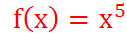 f(x) = x⁵